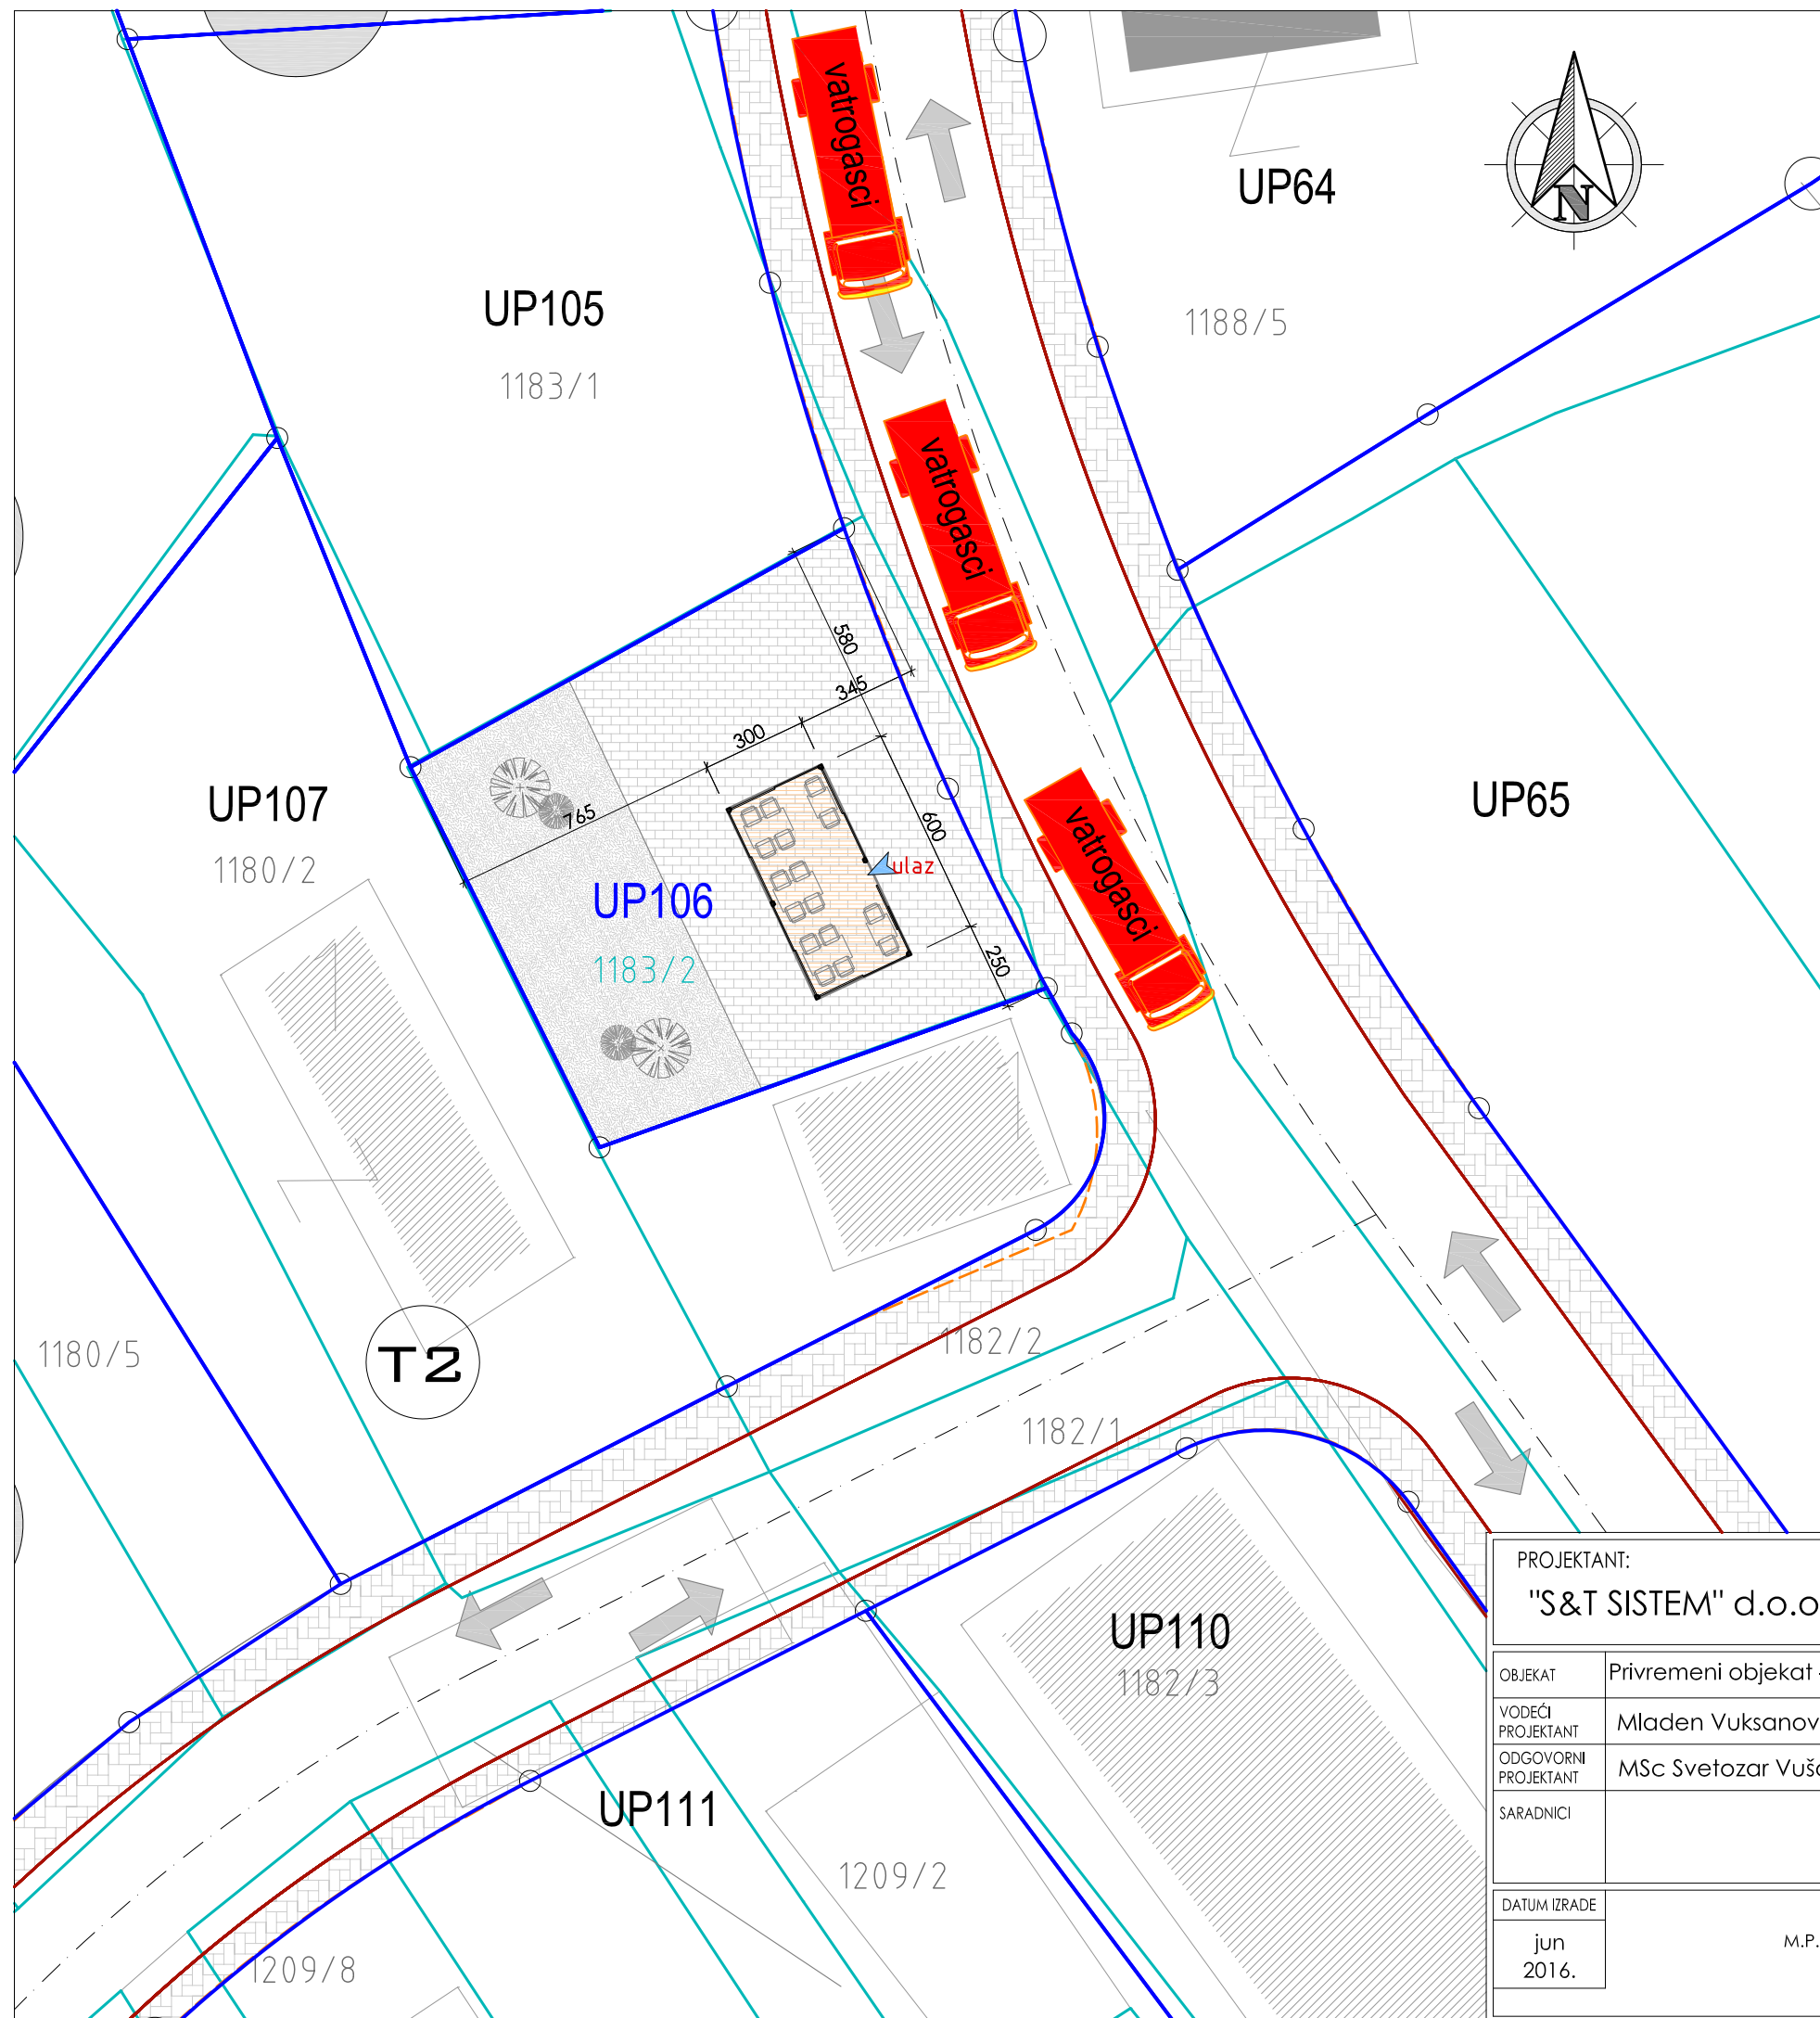 vatrogasci
UP64
N
UP105
1188/5
1183/1
vatrogasci
580
345
300
UP107
765
600
vatrogasci
UP65
1180/2
ulaz
UP106
1183/2
250
1180/5
T2
1182/2
1182/1
UP110
1182/3
UP111
1209/2
1209/8
PROJEKTANT:
"S&T SISTEM" d.o.o
OBJEKAT
Privremeni objekat
VODEĆI
PROJEKTANT
Mladen Vuksanov
ODGOVORNI
PROJEKTANT
MSc Svetozar
SARADNICI
DATUM IZRADE
jun
2016.
M.P.